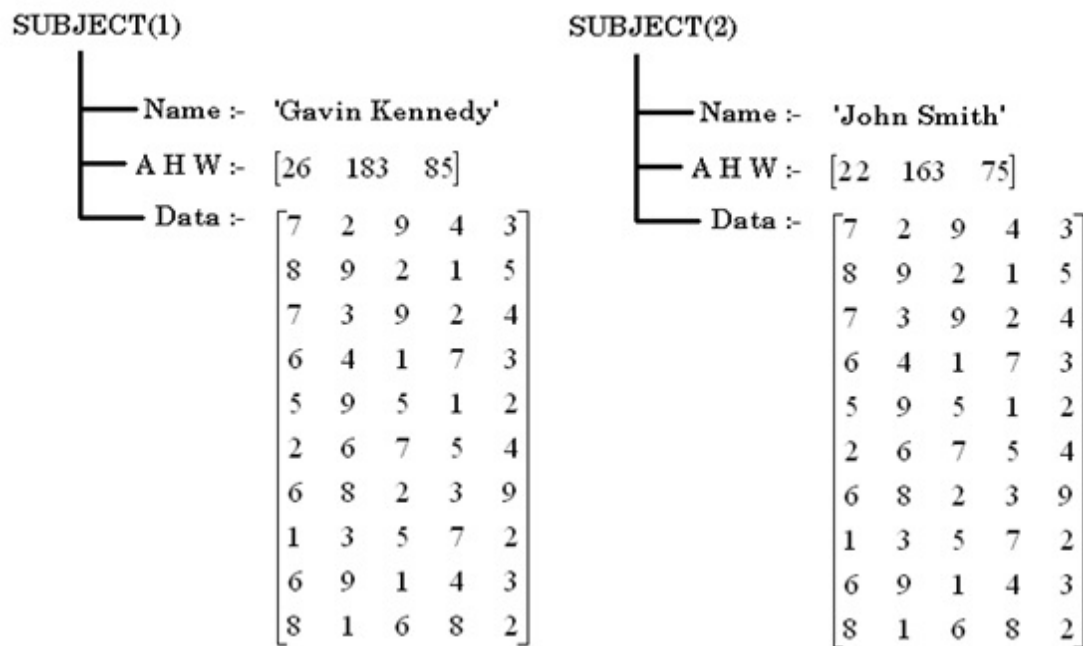 SUBJECT(1)
Name :- 'Gavin Kennedy'
A H W :- [26 183 85]
Data :- [7 2 9 4 3
8 9 2 1 5
7 3 9 2 4
6 4 1 7 3
5 9 5 1 2
2 6 7 5 4
6 8 2 3 9
1 3 5 7 2
6 9 1 4 3
8 1 6 8 2]
SUBJECT(2)
Name :- 'John Smith'
A H W :- [22 163 75]
Data :- [7 2 9 4 3
8 9 2 1 5
7 3 9 2 4
6 4 1 7 3
5 9 5 1 2
2 6 7 5 4
6 8 2 3 9
1 3 5 7 2
6 9 1 4 3
8 1 6 8 2]